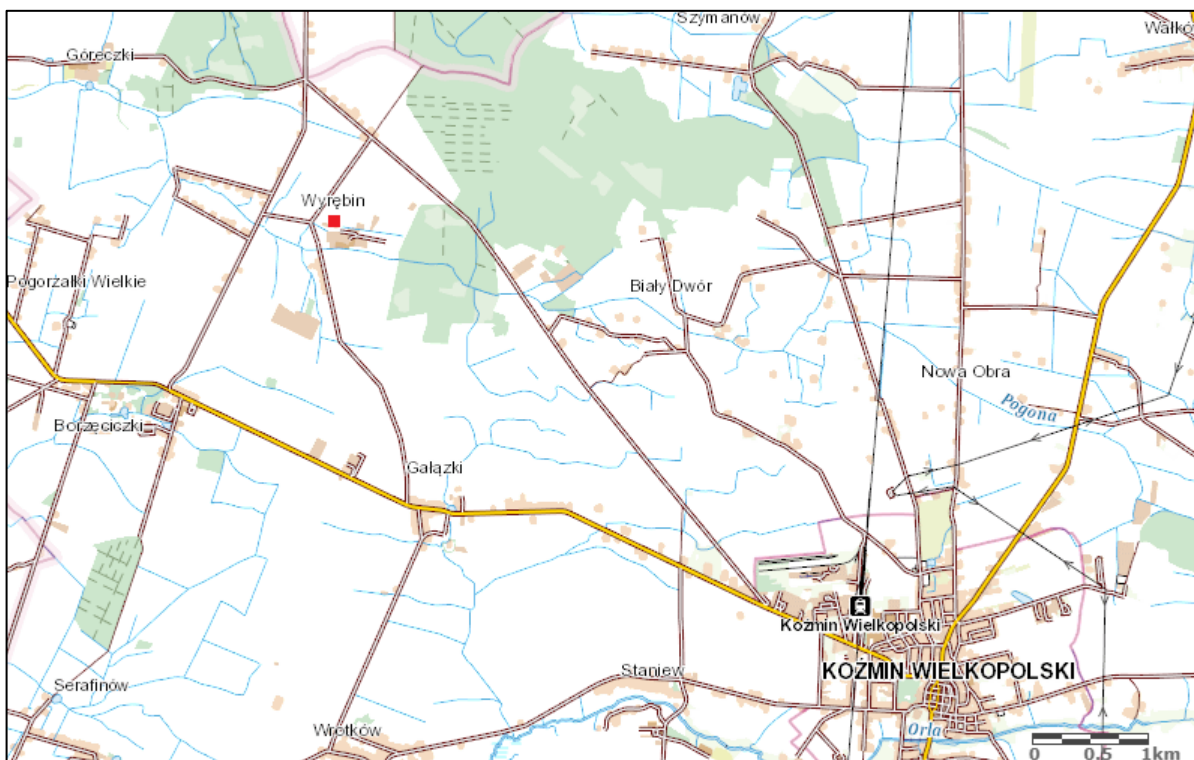 Szymanów
Wałków
Góreczki
Wyrębin
Pogorzałki Wielkie
Biały Dwór
Nowa Obra
Pogona
Borzęciczki
Gałązki
Koźmin Wielkopolski
Staniew
KOŹMIN WIELKOPOLSKI
Serafinów
Wrotków
Orla
0 0.5 1km